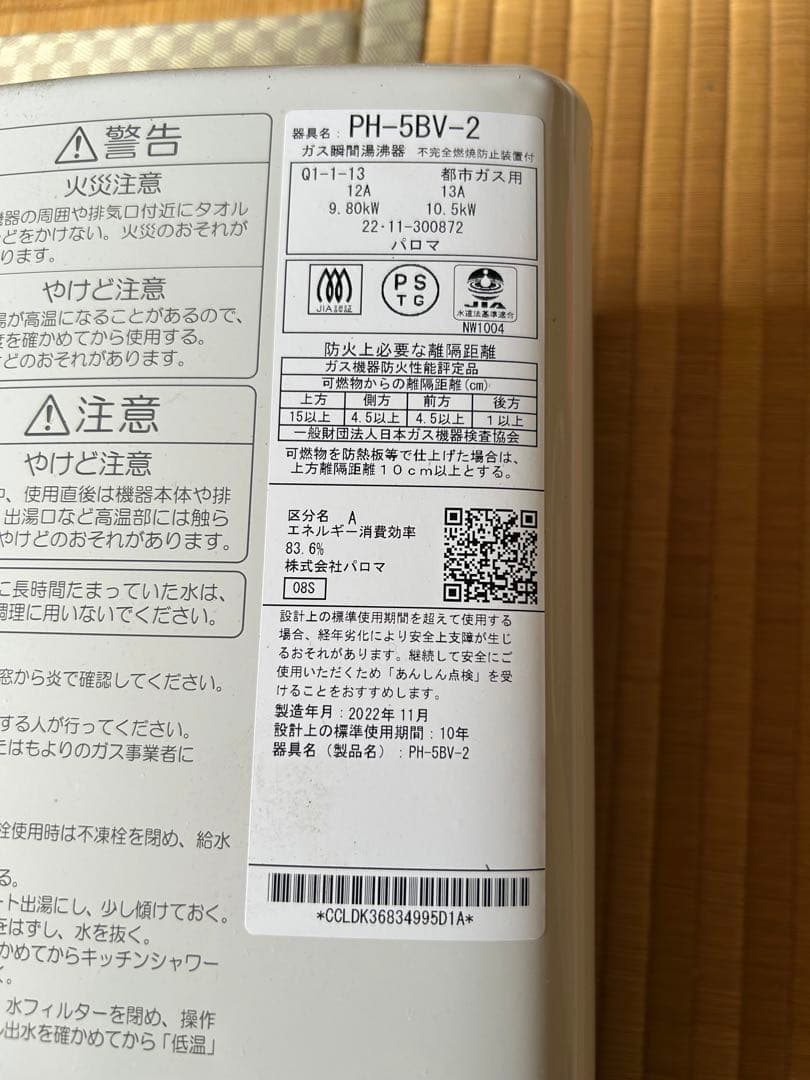 警告
火災注意
機器の周囲や排気口付近にタオル
どをかけない。火災のおそれが
ります。
やけど注意
湯が高温になることがあるので、
度を確かめてから使用する。
けどのおそれがあります。
注意
やけど注意
中、使用直後は機器本体や排
出湯口など高温部には触ら
やけどのおそれがあります。
に長時間たまっていた水は、
調理に用いないでください。
窓から炎で確認してください。
する人が行ってください。
たはもよりのガス事業者に
栓使用時は不凍栓を閉め、給水
る。
ート出湯にし、少し傾けておく。
をはずし、水を抜く。
かめてからキッチンシャワー
く。
水フィルターを閉め、操作
し出水を確かめてから「低温」
器具名: PH-5BV-2
ガス瞬間湯沸器 不完全燃焼防止装置付
Q1-1-13 都市ガス用
12A 13A
9.80kW 10.5kW
22・11-300872
パロマ
JIA認証
PS
TG
JIA
水道法基準適合
NW1004
防火上必要な離隔距離
ガス機器防火性能評定品
可燃物からの離隔距離(cm)
上方 側方 前方 後方
15以上 4.5以上 4.5以上 1以上
一般財団法人日本ガス機器検査協会
可燃物を防熱板等で仕上げた場合は、
上方離隔距離10cm以上とする。
区分名 A
エネルギー消費効率
83.6%
株式会社パロマ
08S
設計上の標準使用期間を超えて使用する
場合、経年劣化により安全上支障が生じ
るおそれがあります。継続して安全にご
使用いただくため「あんしん点検」を受
けることをおすすめします。
製造年月:2022年11月
設計上の標準使用期間:10年
器具名(製品名):PH-5BV-2
*CCLDK36834995D1A*